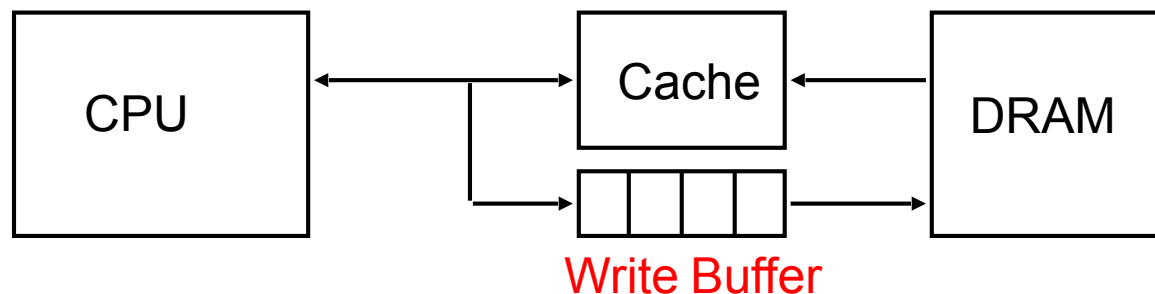 CPU
Cache
DRAM
Write Buffer